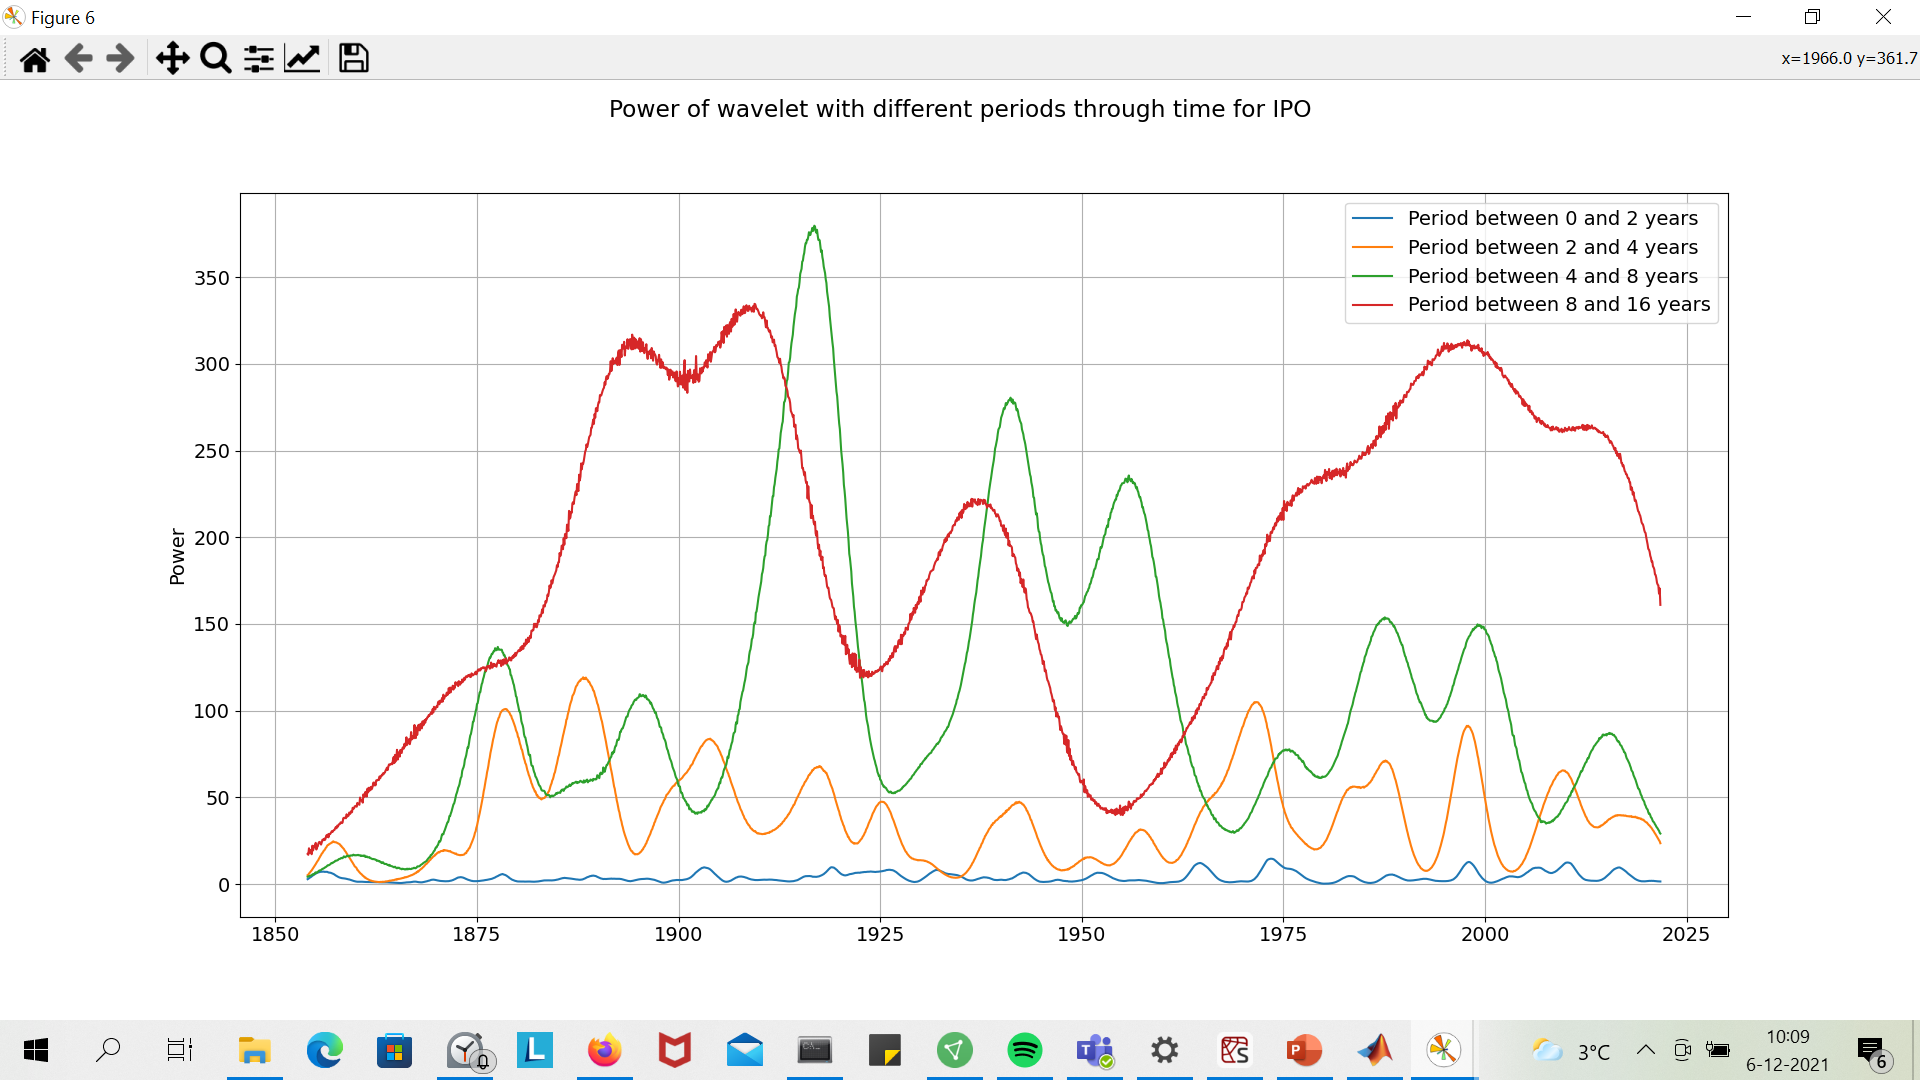 Figure 6
x=1966.0 y=361.7
Power of wavelet with different periods through time for IPO
Period between 0 and 2 years
Period between 2 and 4 years
Period between 4 and 8 years
Period between 8 and 16 years
350
300
250
200
150
100
50
0
Power
1850 1875 1900 1925 1950 1975 2000 2025
L
C:\_
T
S
P
3°C
10:09
6-12-2021
6